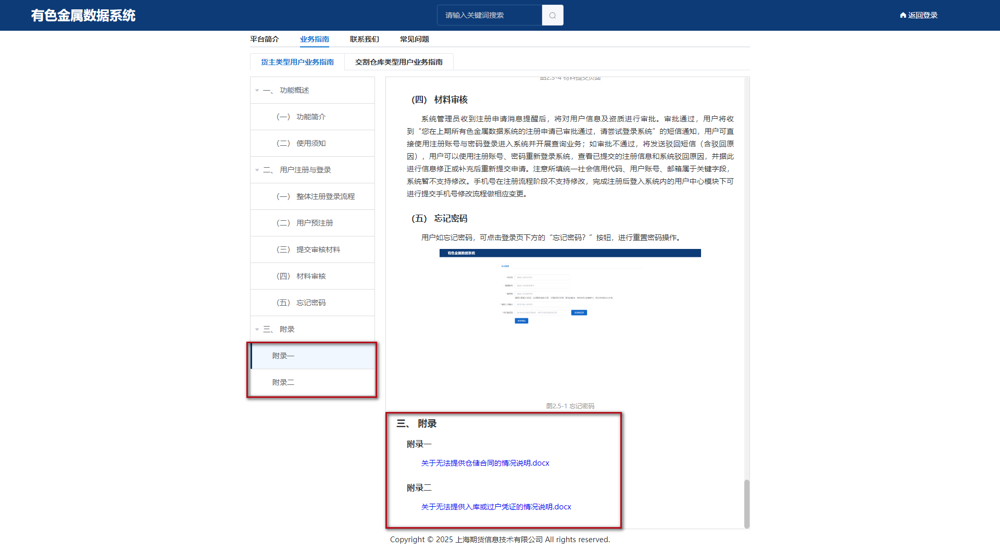 有色金属数据系统
请输入关键词搜索
返回登录
平台简介
业务指南
联系我们
常见问题
货主类型用户业务指南
交割仓库类型用户业务指南
一、 功能概述
（一） 功能简介
（二） 使用须知
二、 用户注册与登录
（一） 整体注册登录流程
（二） 用户预注册
（三） 提交审核材料
（四） 材料审核
（五） 忘记密码
三、 附录
附录一
附录二
图2.3-4 材料提交页面
（四） 材料审核
系统管理员收到注册申请消息提醒后，将对用户信息及资质进行审批。审批通过，用户将收
到“您在上期所有色金属数据系统的注册申请已审批通过，请尝试登录系统”的短信通知，用户可直
接使用注册账号与密码登录进入系统并开展查询业务；如审批不通过，将发送驳回短信（含驳回原
因），用户可以使用注册账号、密码重新登录系统，查看已提交的注册信息和系统驳回原因，并据此
进行信息修正或补充后重新提交申请。注意所填统一社会信用代码、用户账号、邮箱属于关键字段，
系统暂不支持修改。手机号在注册流程阶段不支持修改，完成注册后登入系统内的用户中心模块下可
进行提交手机号修改流程做相应变更。
（五） 忘记密码
用户如忘记密码，可点击登录页下方的“忘记密码？”按钮，进行重置密码操作。
有色金属数据系统
图2.5-1 忘记密码
三、 附录
附录一
关于无法提供仓储合同的情况说明.docx
附录二
关于无法提供入库或过户凭证的情况说明.docx
Copyright © 2025 上海期货信息技术有限公司 All rights reserved.